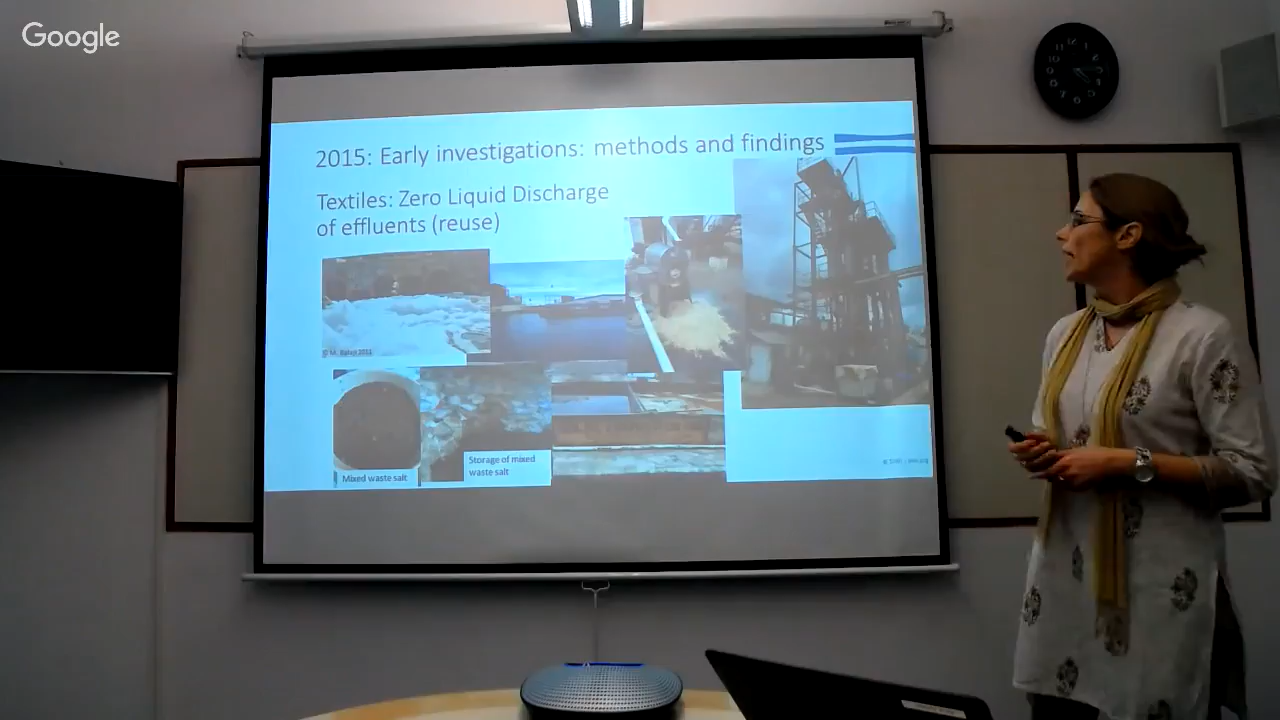 Google
2015: Early investigations: methods and findings
Textiles: Zero Liquid Discharge
of effluents (reuse)
Mixed waste salt
Storage of mixed
waste salt